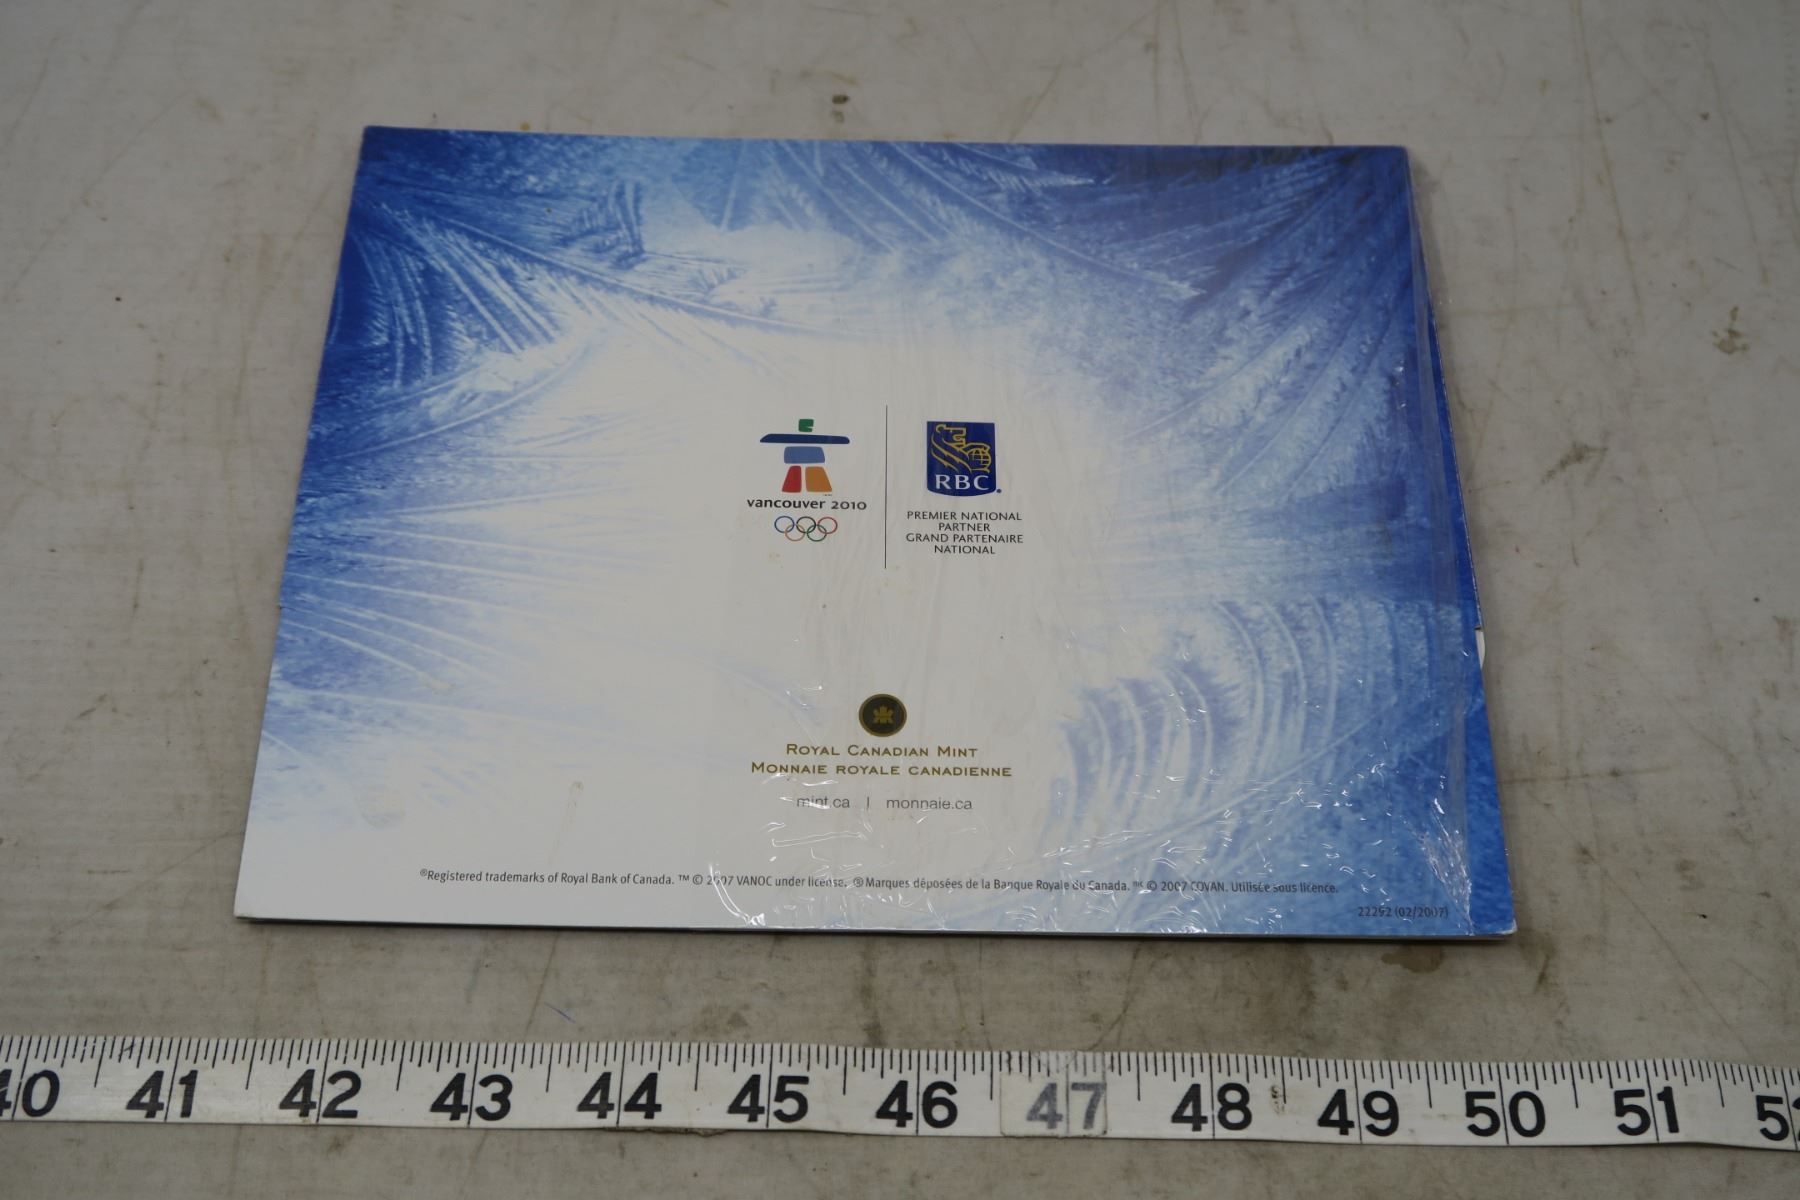 vancouver 2010
RBC®
PREMIER NATIONAL
PARTNER
GRAND PARTENAIRE
NATIONAL
ROYAL CANADIAN MINT
MONNAIE ROYALE CANADIENNE
mint.ca | monnaie.ca
®Registered trademarks of Royal Bank of Canada. ™ © 2007 VANOC under license. ® Marques déposées de la Banque Royale du Canada. ᴹᶜ © 2007 COVAN. Utilisée sous licence.
22292 (02/2007)
40 41 42 43 44 45 46 47 48 49 50 51 52